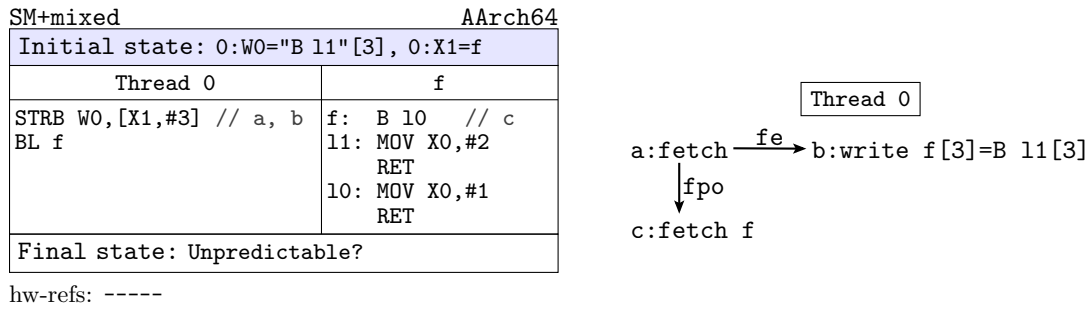 SM+mixed AArch64
Initial state: 0:W0="B l1"[3], 0:X1=f
Thread 0 f
STRB W0,[X1,#3] // a, b f: B l0 // c
BL f l1: MOV X0,#2
RET
l0: MOV X0,#1
RET
Final state: Unpredictable?
hw-refs: -----
Thread 0
a:fetch fe b:write f[3]=B l1[3]
fpo
c:fetch f